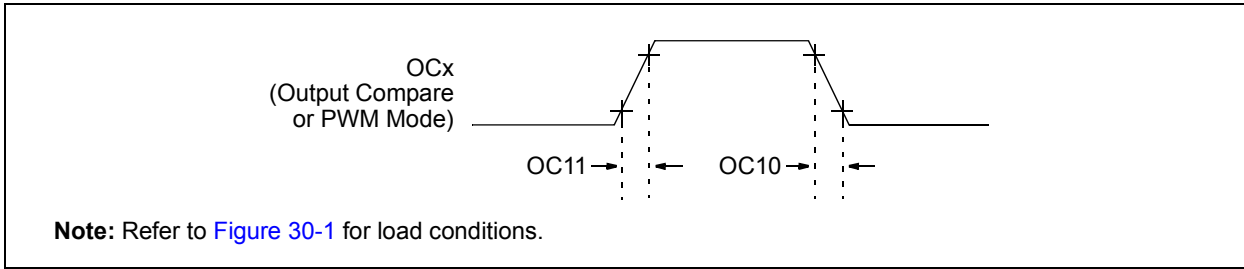 OCx
(Output Compare
or PWM Mode)
OC11
OC10
Note: Refer to Figure 30-1 for load conditions.